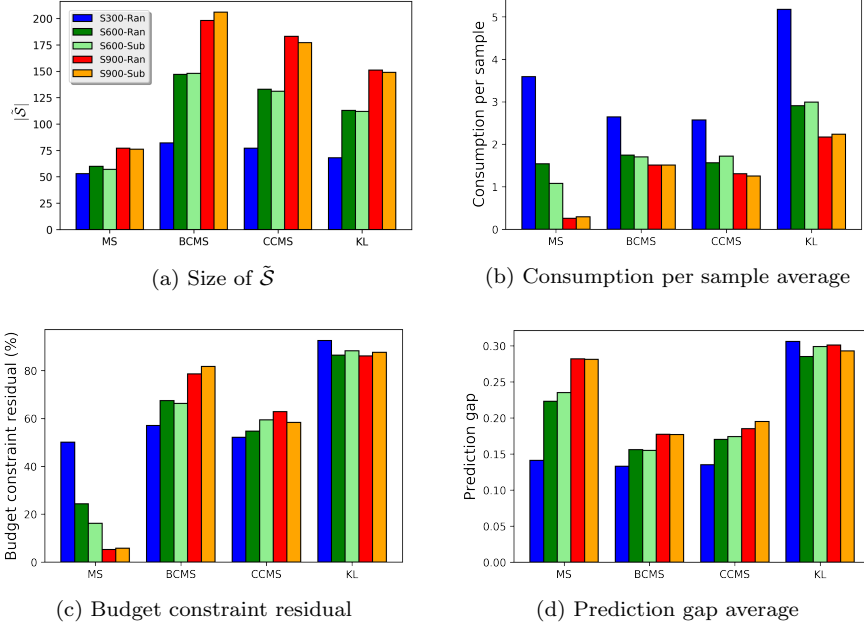 200
175
150
125
100
75
50
25
0
|S̃|
S300-Ran
S600-Ran
S600-Sub
S900-Ran
S900-Sub
MS BCMS CCMS KL
(a) Size of S̃
5
4
3
2
1
0
Consumption per sample
MS BCMS CCMS KL
(b) Consumption per sample average
80
60
40
20
0
Budget constraint residual (%)
MS BCMS CCMS KL
(c) Budget constraint residual
0.30
0.25
0.20
0.15
0.10
0.05
0.00
Prediction gap
MS BCMS CCMS KL
(d) Prediction gap average